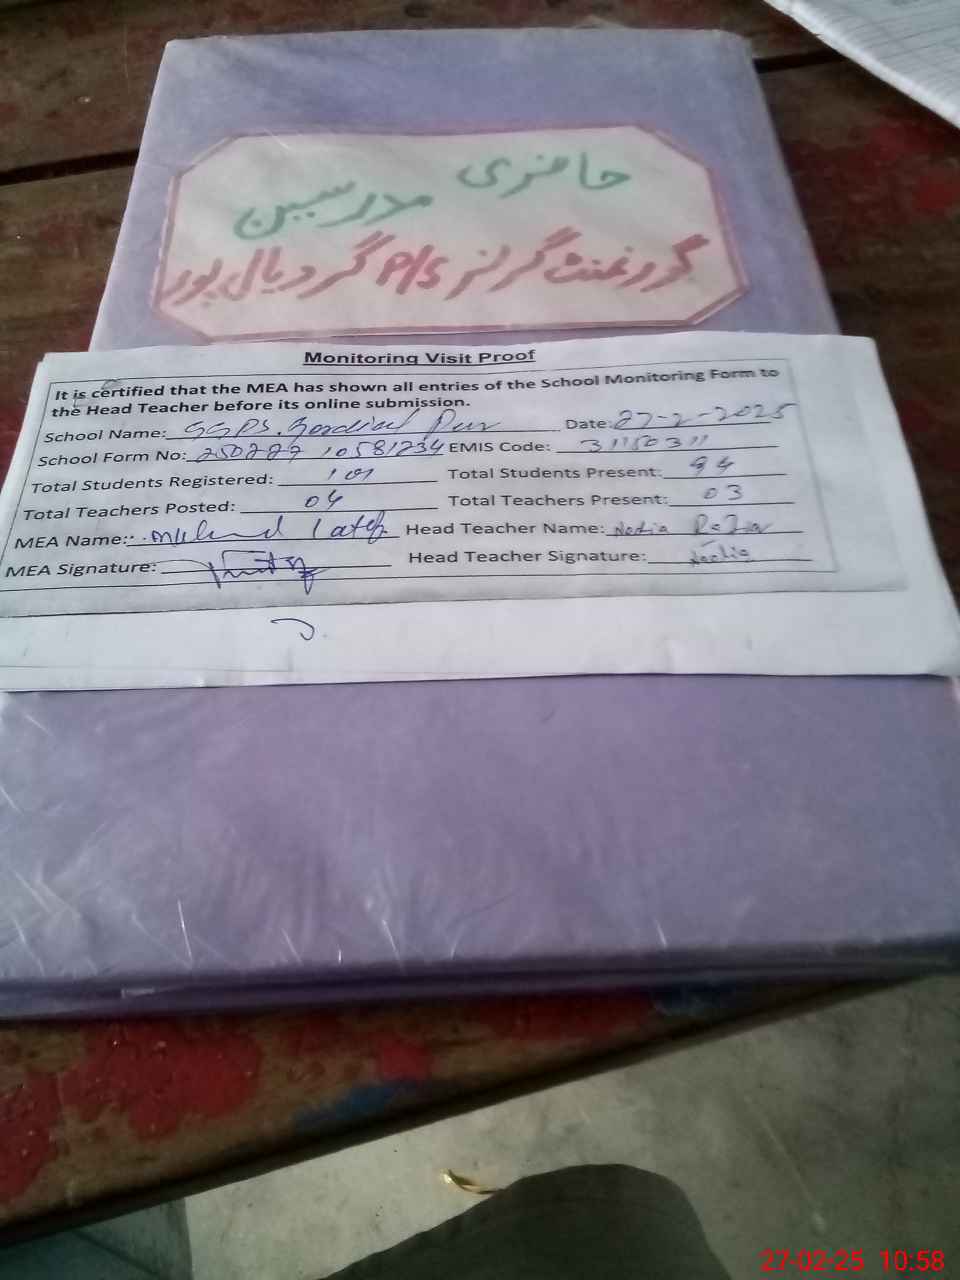 حاضری مدرسین
گورنمنٹ گرلز P/S گردیال پور
Monitoring Visit Proof
It is certified that the MEA has shown all entries of the School Monitoring Form to
the Head Teacher before its online submission.
School Name: GGPS. Gordial Pur Date: 27-2-2025
School Form No: EMIS Code: 31150311
Total Students Registered: 101 Total Students Present: 94
Total Teachers Posted: 04 Total Teachers Present: 03
MEA Name: Head Teacher Name: Nadia
MEA Signature: Head Teacher Signature: Nadia
27-02-25 10:58